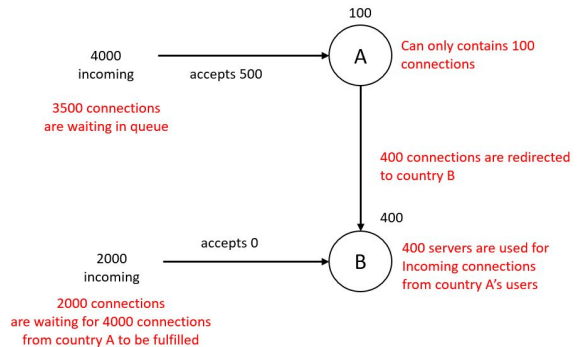 100
4000
incoming
accepts 500
A
Can only contains 100
connections
3500 connections
are waiting in queue
400 connections are redirected
to country B
400
2000
incoming
accepts 0
B
400 servers are used for
Incoming connections
from country A's users
2000 connections
are waiting for 4000 connections
from country A to be fulfilled